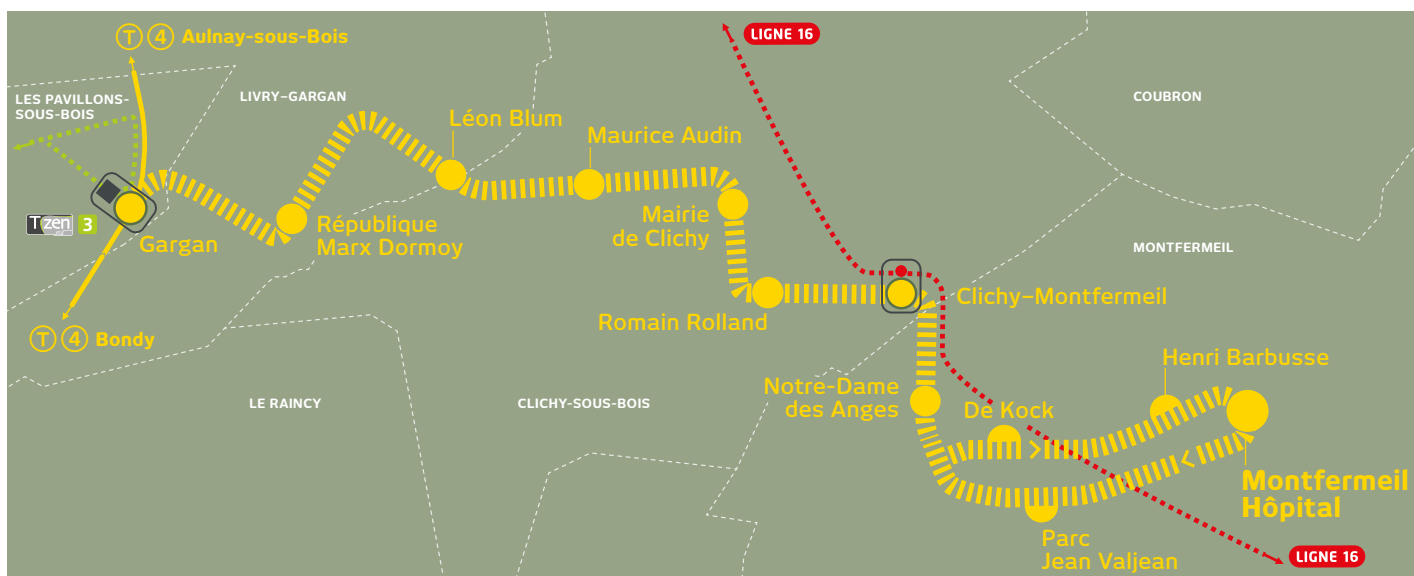 T 4 Aulnay-sous-Bois
LIGNE 16
LES PAVILLONS-
SOUS-BOIS
LIVRY-GARGAN
COUBRON
Léon Blum
Maurice Audin
T zen 3
Gargan
République
Marx Dormoy
Mairie
de Clichy
MONTFERMEIL
Romain Rolland
Clichy-Montfermeil
T 4 Bondy
LE RAINCY
CLICHY-SOUS-BOIS
Notre-Dame
des Anges
De Kock
Henri Barbusse
Montfermeil
Hôpital
Parc
Jean Valjean
LIGNE 16